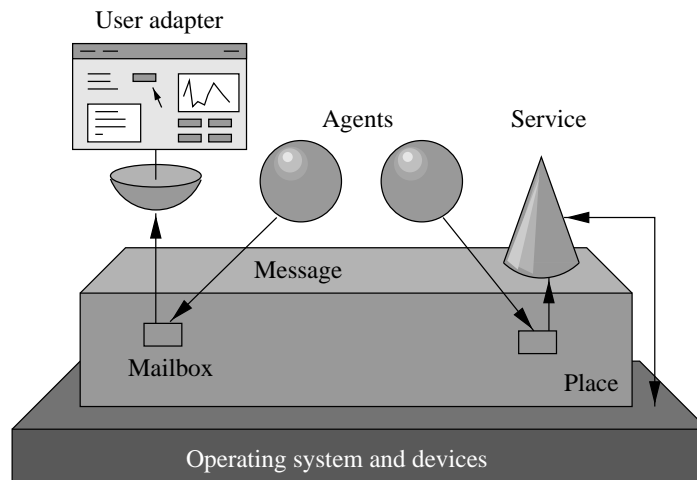 User adapter
Agents
Service
Message
Mailbox
Place
Operating system and devices